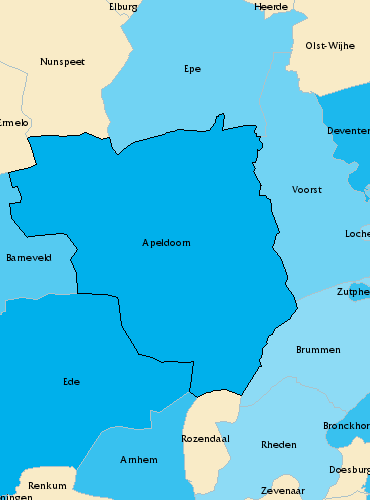 Elburg
Heerde
Olst-Wijhe
Nunspeet
Epe
Ermelo
Deventer
Voorst
Loche
Apeldoorn
Barneveld
Zutphe
Brummen
Ede
Bronckhor
Rozendaal
Rheden
Arnhem
Doesburg
Renkum
Zevenaar
ningen